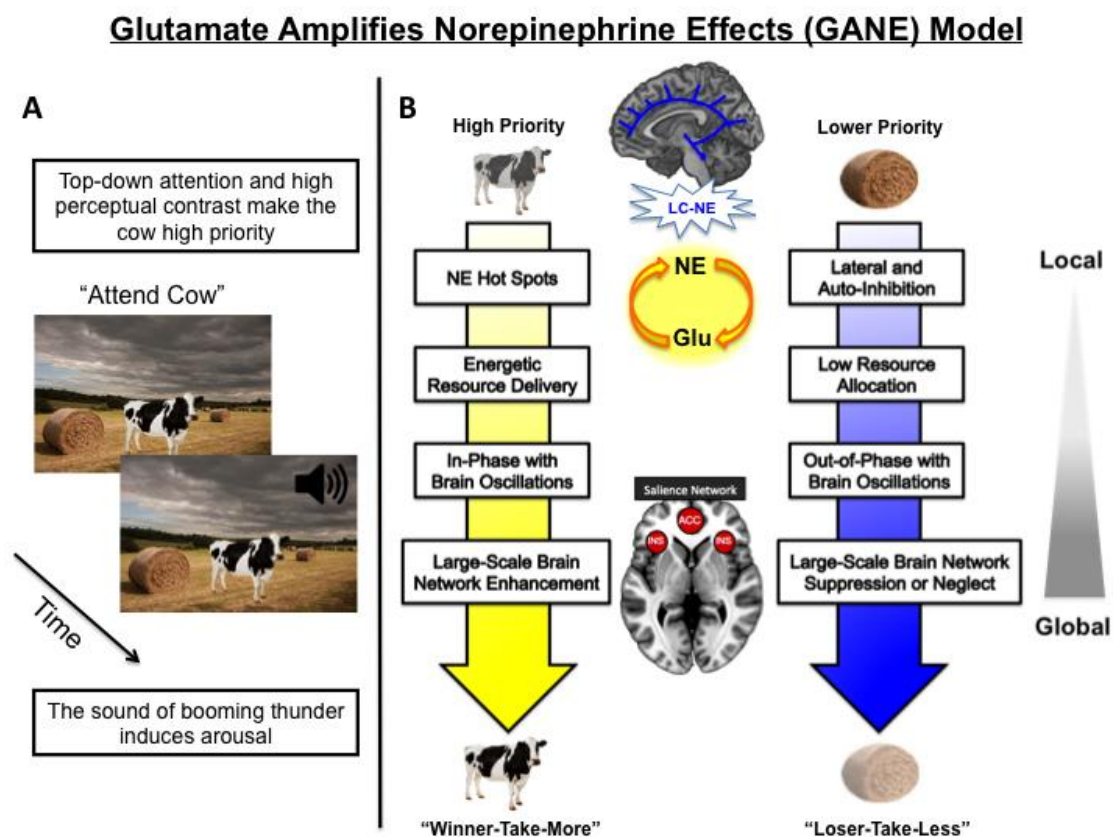 Glutamate Amplifies Norepinephrine Effects (GANE) Model
A
Top-down attention and high
perceptual contrast make the
cow high priority
“Attend Cow”
Time
The sound of booming thunder
induces arousal
B
High Priority
NE Hot Spots
Energetic
Resource Delivery
In-Phase with
Brain Oscillations
Large-Scale Brain
Network Enhancement
“Winner-Take-More”
LC-NE
NE
Glu
Salience Network
ACC
INS
INS
Lower Priority
Lateral and
Auto-Inhibition
Low Resource
Allocation
Out-of-Phase with
Brain Oscillations
Large-Scale Brain Network
Suppression or Neglect
“Loser-Take-Less”
Local
Global